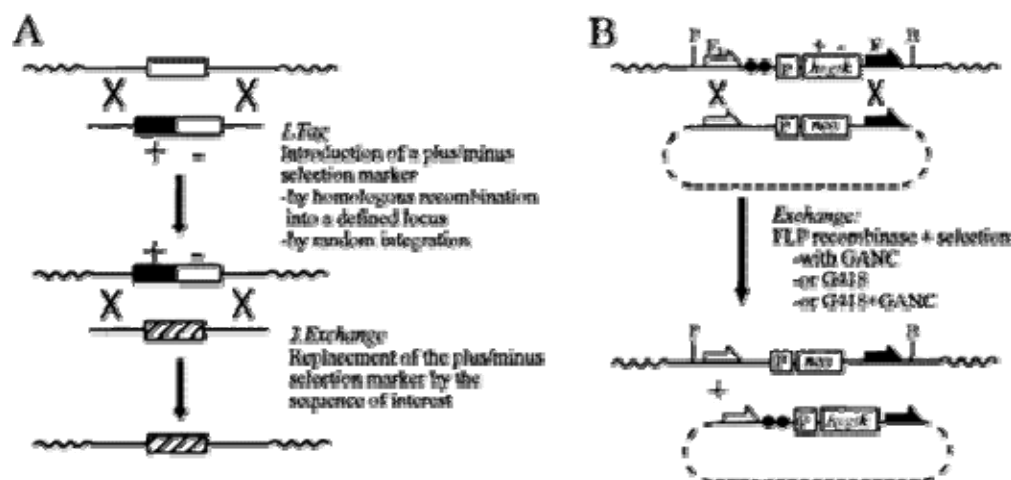 A
+ -
1.Tag
Introduction of a plus/minus
selection marker
-by homologous recombination
into a defined locus
-by random integration
+ -
2.Exchange
Replacement of the plus/minus
selection marker by the
sequence of interest
B
+ -
P
P neo
Exchange:
FLP recombinase + selection
-with GANC
-or G418
-or G418+GANC
P neo
+
P